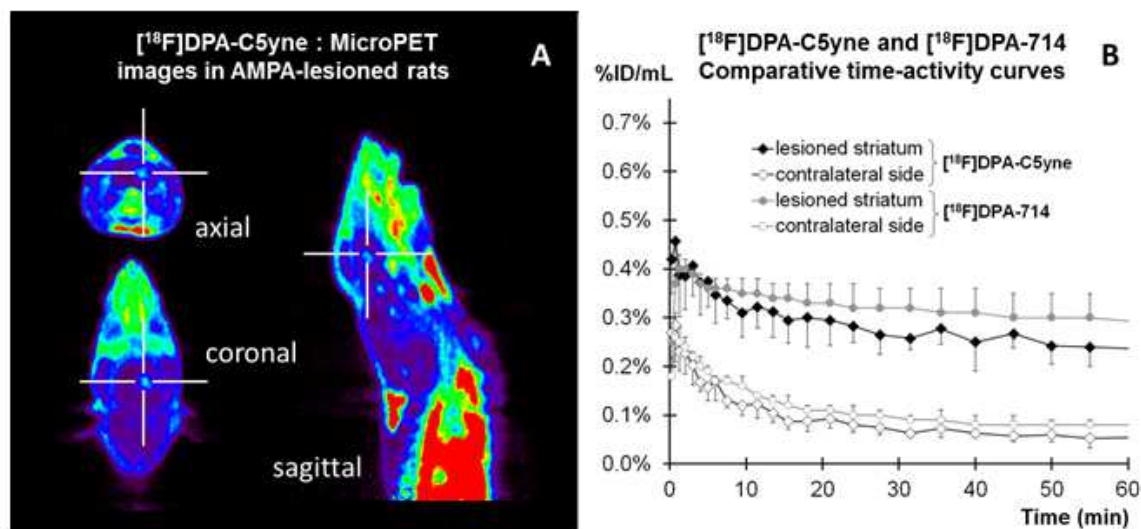 [¹⁸F]DPA-C5yne : MicroPET
images in AMPA-lesioned rats
A
axial
coronal
sagittal
[¹⁸F]DPA-C5yne and [¹⁸F]DPA-714
Comparative time-activity curves
B
%ID/mL
0.7%
0.6%
0.5%
0.4%
0.3%
0.2%
0.1%
0.0%
lesioned striatum
contralateral side
[¹⁸F]DPA-C5yne
lesioned striatum
contralateral side
[¹⁸F]DPA-714
0 10 20 30 40 50 60
Time (min)